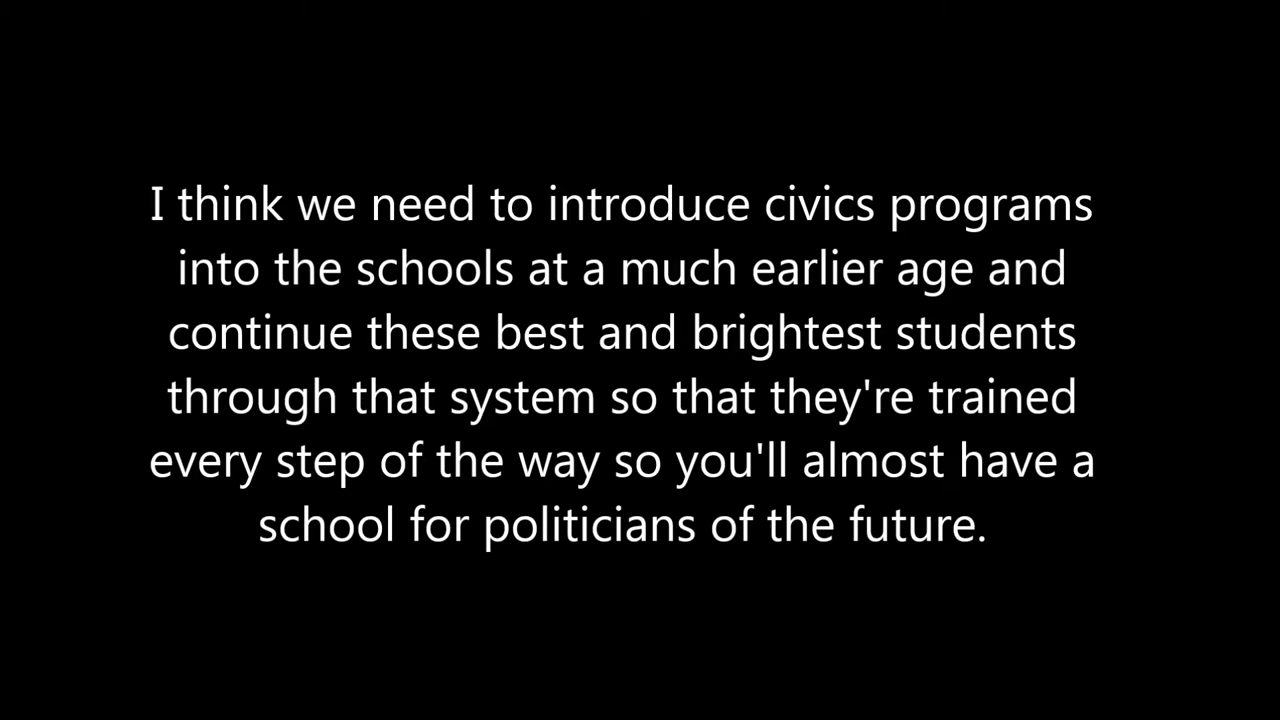 I think we need to introduce civics programs
into the schools at a much earlier age and
continue these best and brightest students
through that system so that they're trained
every step of the way so you'll almost have a
school for politicians of the future.